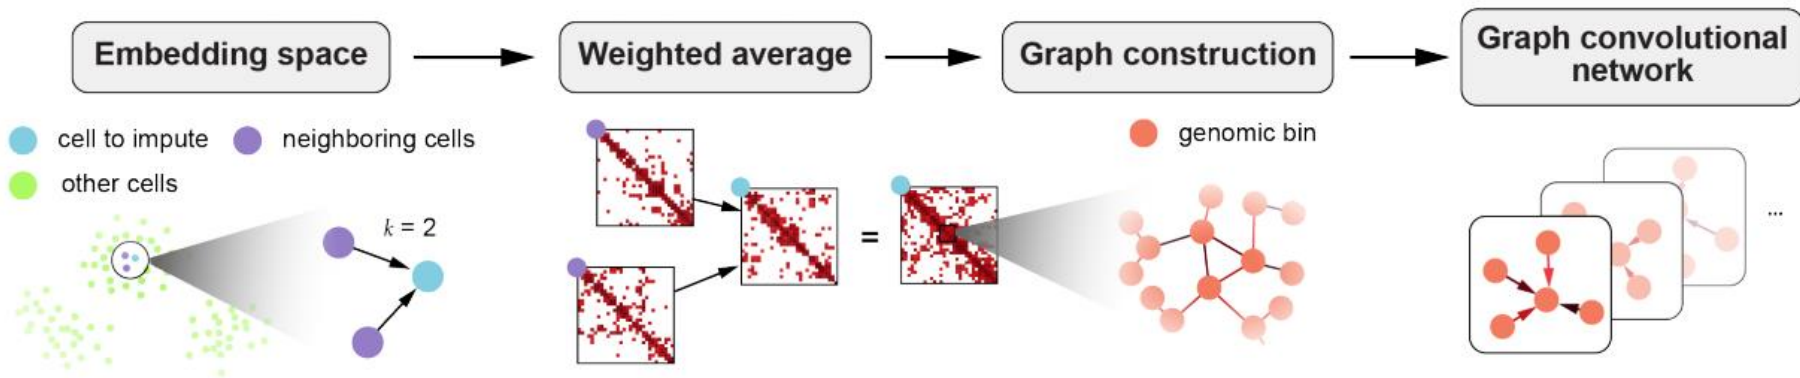 Embedding space
Weighted average
Graph construction
Graph convolutional
network
cell to impute
neighboring cells
other cells
k = 2
=
genomic bin
...